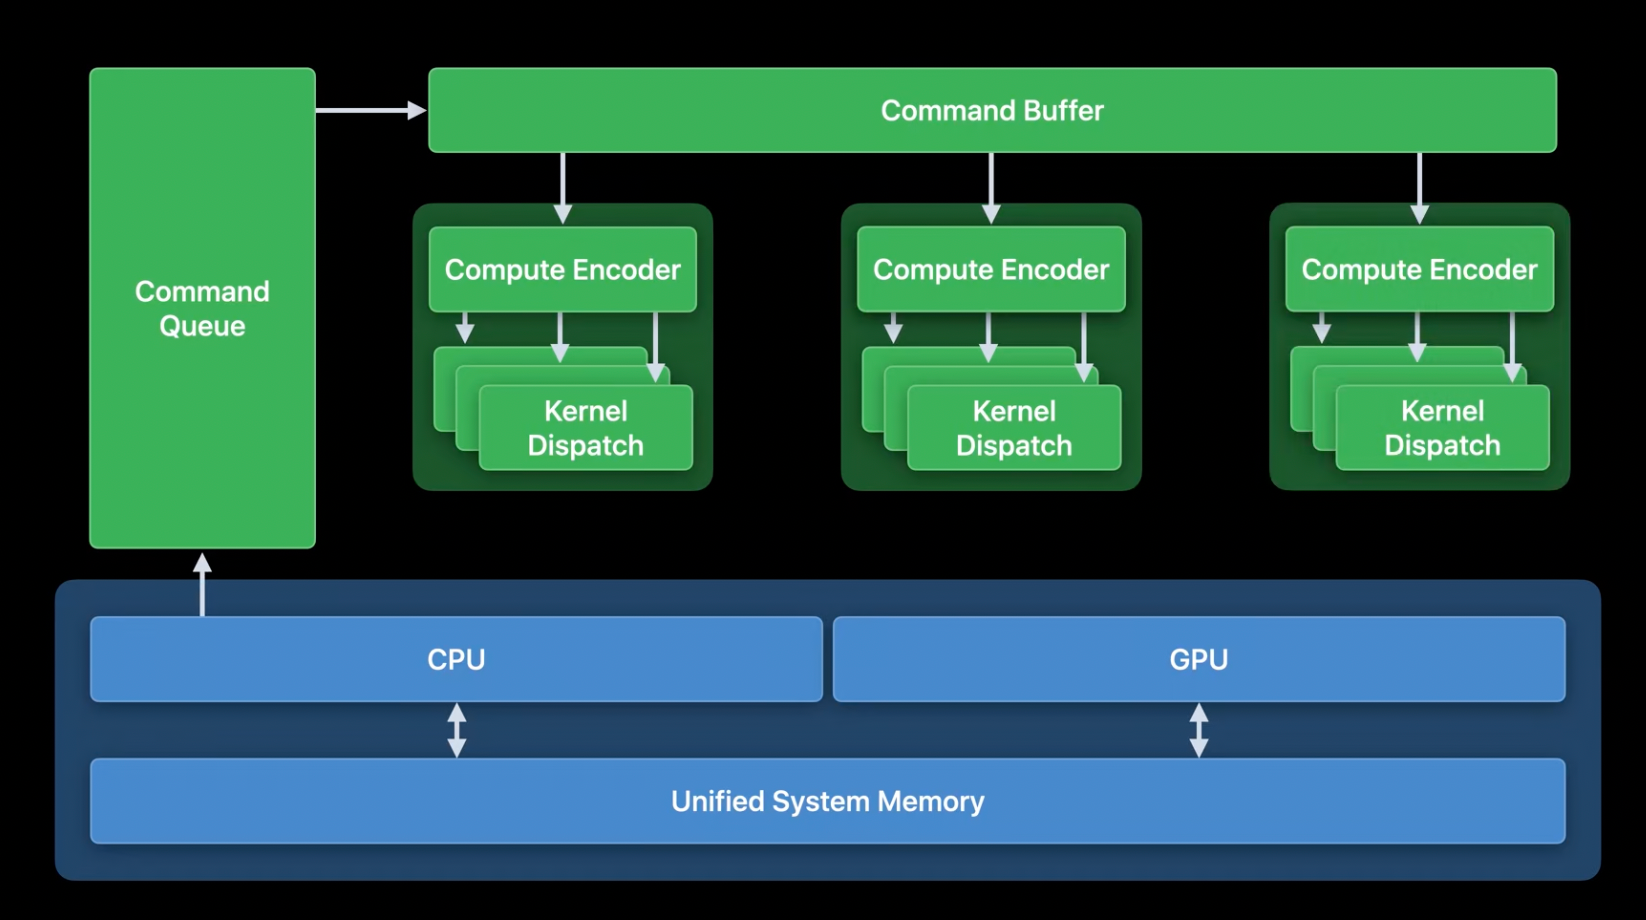 Command Buffer
Command
Queue
Compute Encoder
Compute Encoder
Compute Encoder
Kernel
Dispatch
Kernel
Dispatch
Kernel
Dispatch
CPU
GPU
Unified System Memory